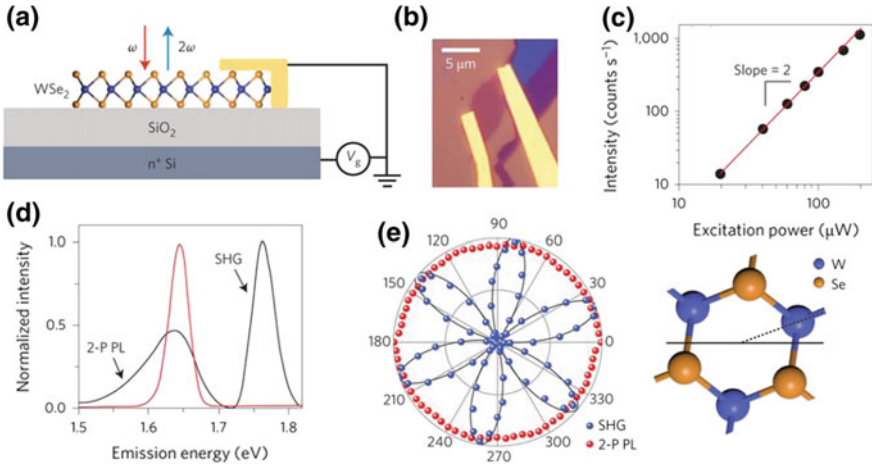 (a)
ω
2ω
WSe₂
SiO₂
n⁺ Si
V_g
(b)
5 μm
(c)
1,000
100
10
Slope = 2
Intensity (counts s⁻¹)
10
100
Excitation power (μW)
(d)
1.0
0.5
0.0
Normalized intensity
SHG
2-P PL
1.5
1.6
1.7
1.8
Emission energy (eV)
(e)
90
120
60
150
30
180
0
210
330
240
300
270
SHG
2-P PL
W
Se